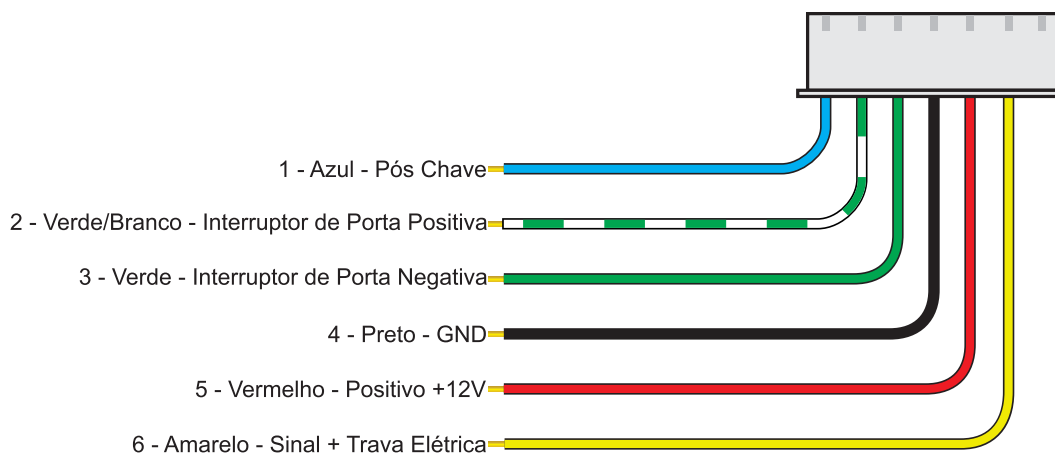 1 - Azul - Pós Chave
2 - Verde/Branco - Interruptor de Porta Positiva
3 - Verde - Interruptor de Porta Negativa
4 - Preto - GND
5 - Vermelho - Positivo +12V
6 - Amarelo - Sinal + Trava Elétrica